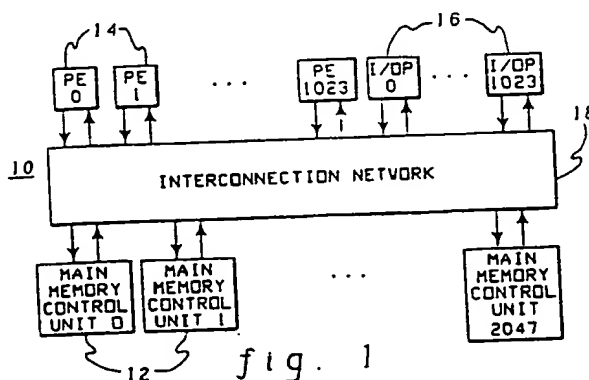 14
16
PE
0
PE
1
...
PE
1023
I/OP
0
...
I/OP
1023
18
10
INTERCONNECTION NETWORK
MAIN
MEMORY
CONTROL
UNIT 0
MAIN
MEMORY
CONTROL
UNIT 1
...
MAIN
MEMORY
CONTROL
UNIT
2047
12
fig. 1